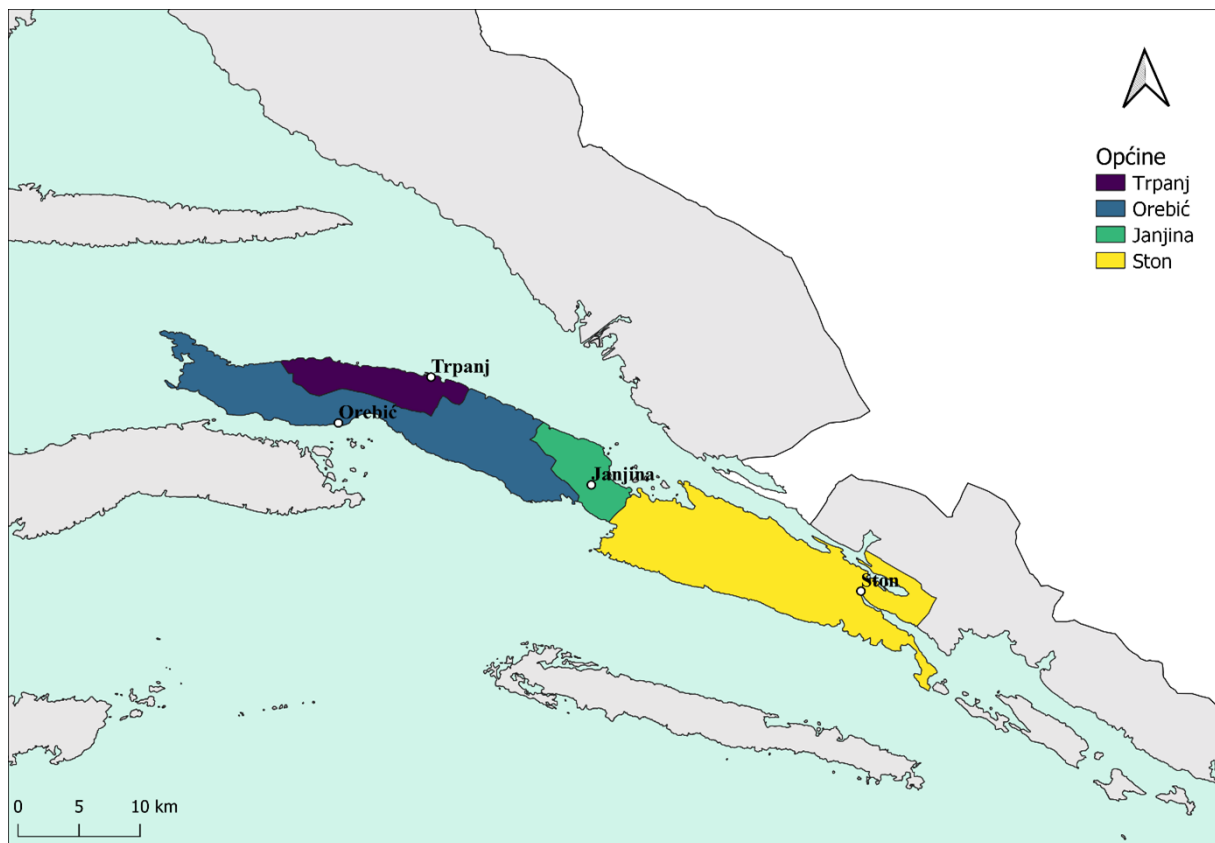 Općine
Trpanj
Orebić
Janjina
Ston
Trpanj
Orebić
Janjina
Ston
0 5 10 km